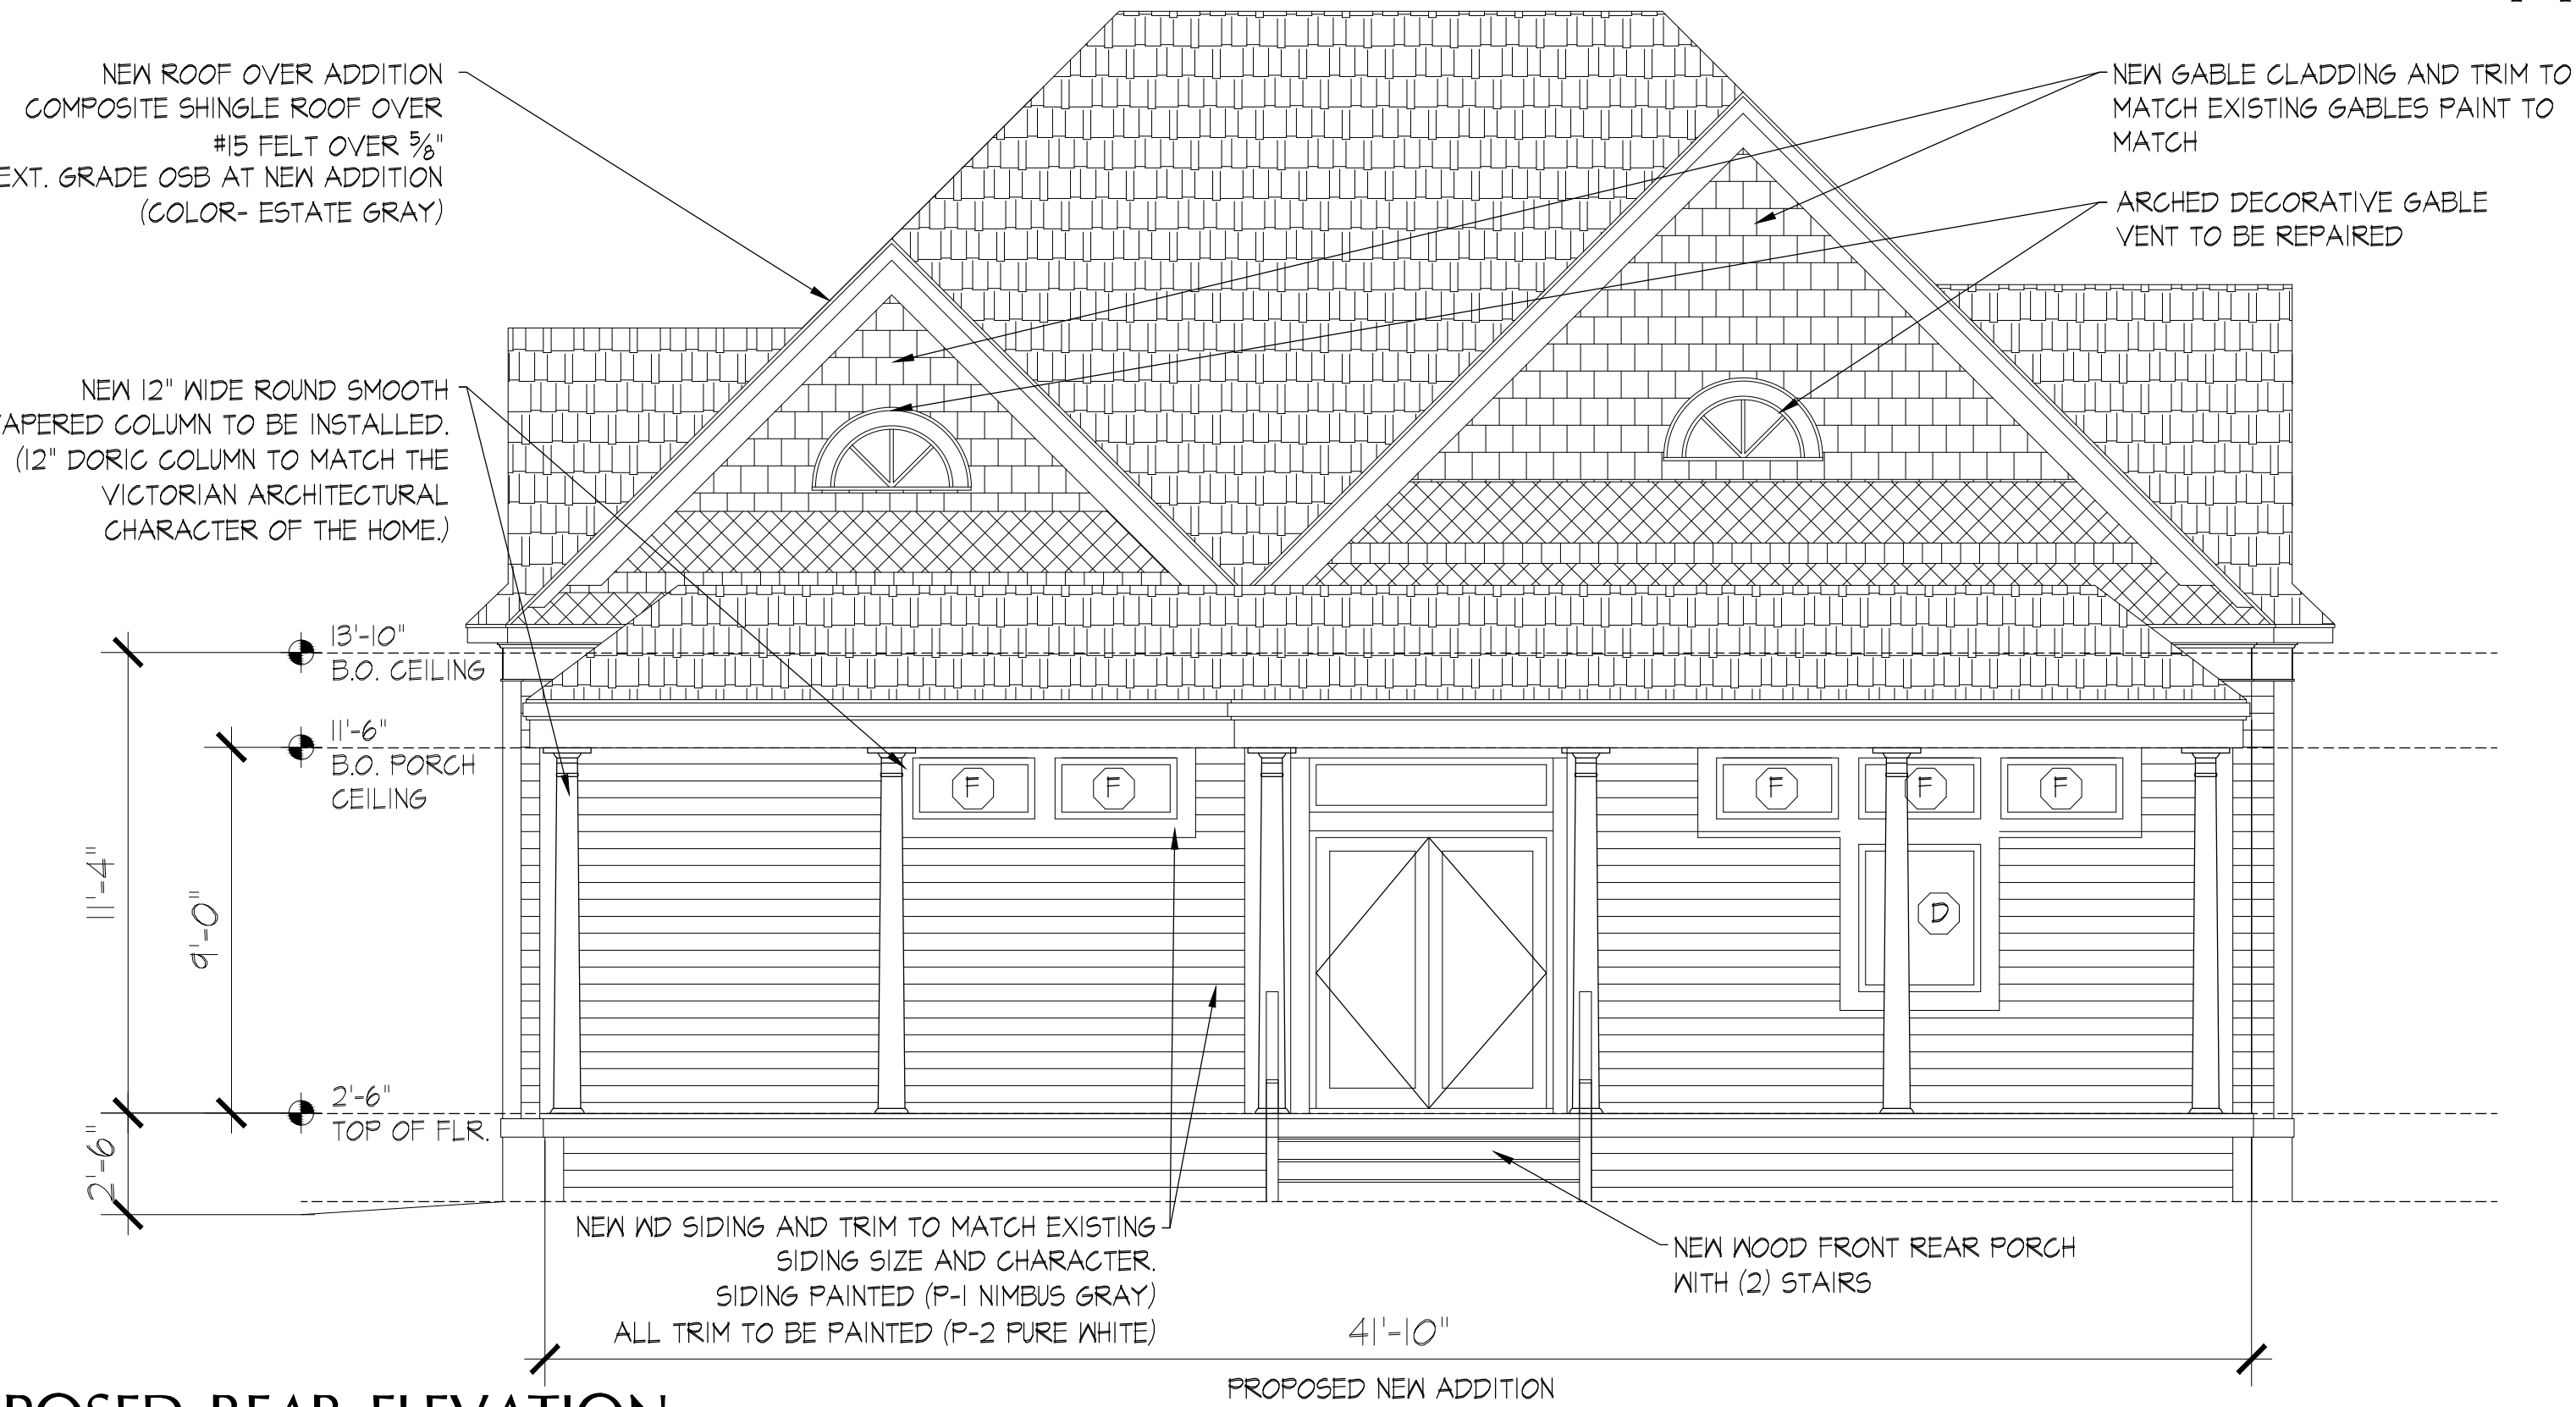 NEW ROOF OVER ADDITION
COMPOSITE SHINGLE ROOF OVER
#15 FELT OVER ⅝"
EXT. GRADE OSB AT NEW ADDITION
(COLOR- ESTATE GRAY)
NEW GABLE CLADDING AND TRIM TO
MATCH EXISTING GABLES PAINT TO
MATCH
ARCHED DECORATIVE GABLE
VENT TO BE REPAIRED
NEW 12" WIDE ROUND SMOOTH
TAPERED COLUMN TO BE INSTALLED.
(12" DORIC COLUMN TO MATCH THE
VICTORIAN ARCHITECTURAL
CHARACTER OF THE HOME.)
13'-10"
B.O. CEILING
11'-6"
B.O. PORCH
CEILING
11'-4"
9'-0"
F
F
F
F
F
D
2'-6"
TOP OF FLR.
2'-6"
NEW WD SIDING AND TRIM TO MATCH EXISTING
SIDING SIZE AND CHARACTER.
SIDING PAINTED (P-1 NIMBUS GRAY)
ALL TRIM TO BE PAINTED (P-2 PURE WHITE)
NEW WOOD FRONT REAR PORCH
WITH (2) STAIRS
41'-10"
PROPOSED NEW ADDITION
POSED REAR ELEVATION